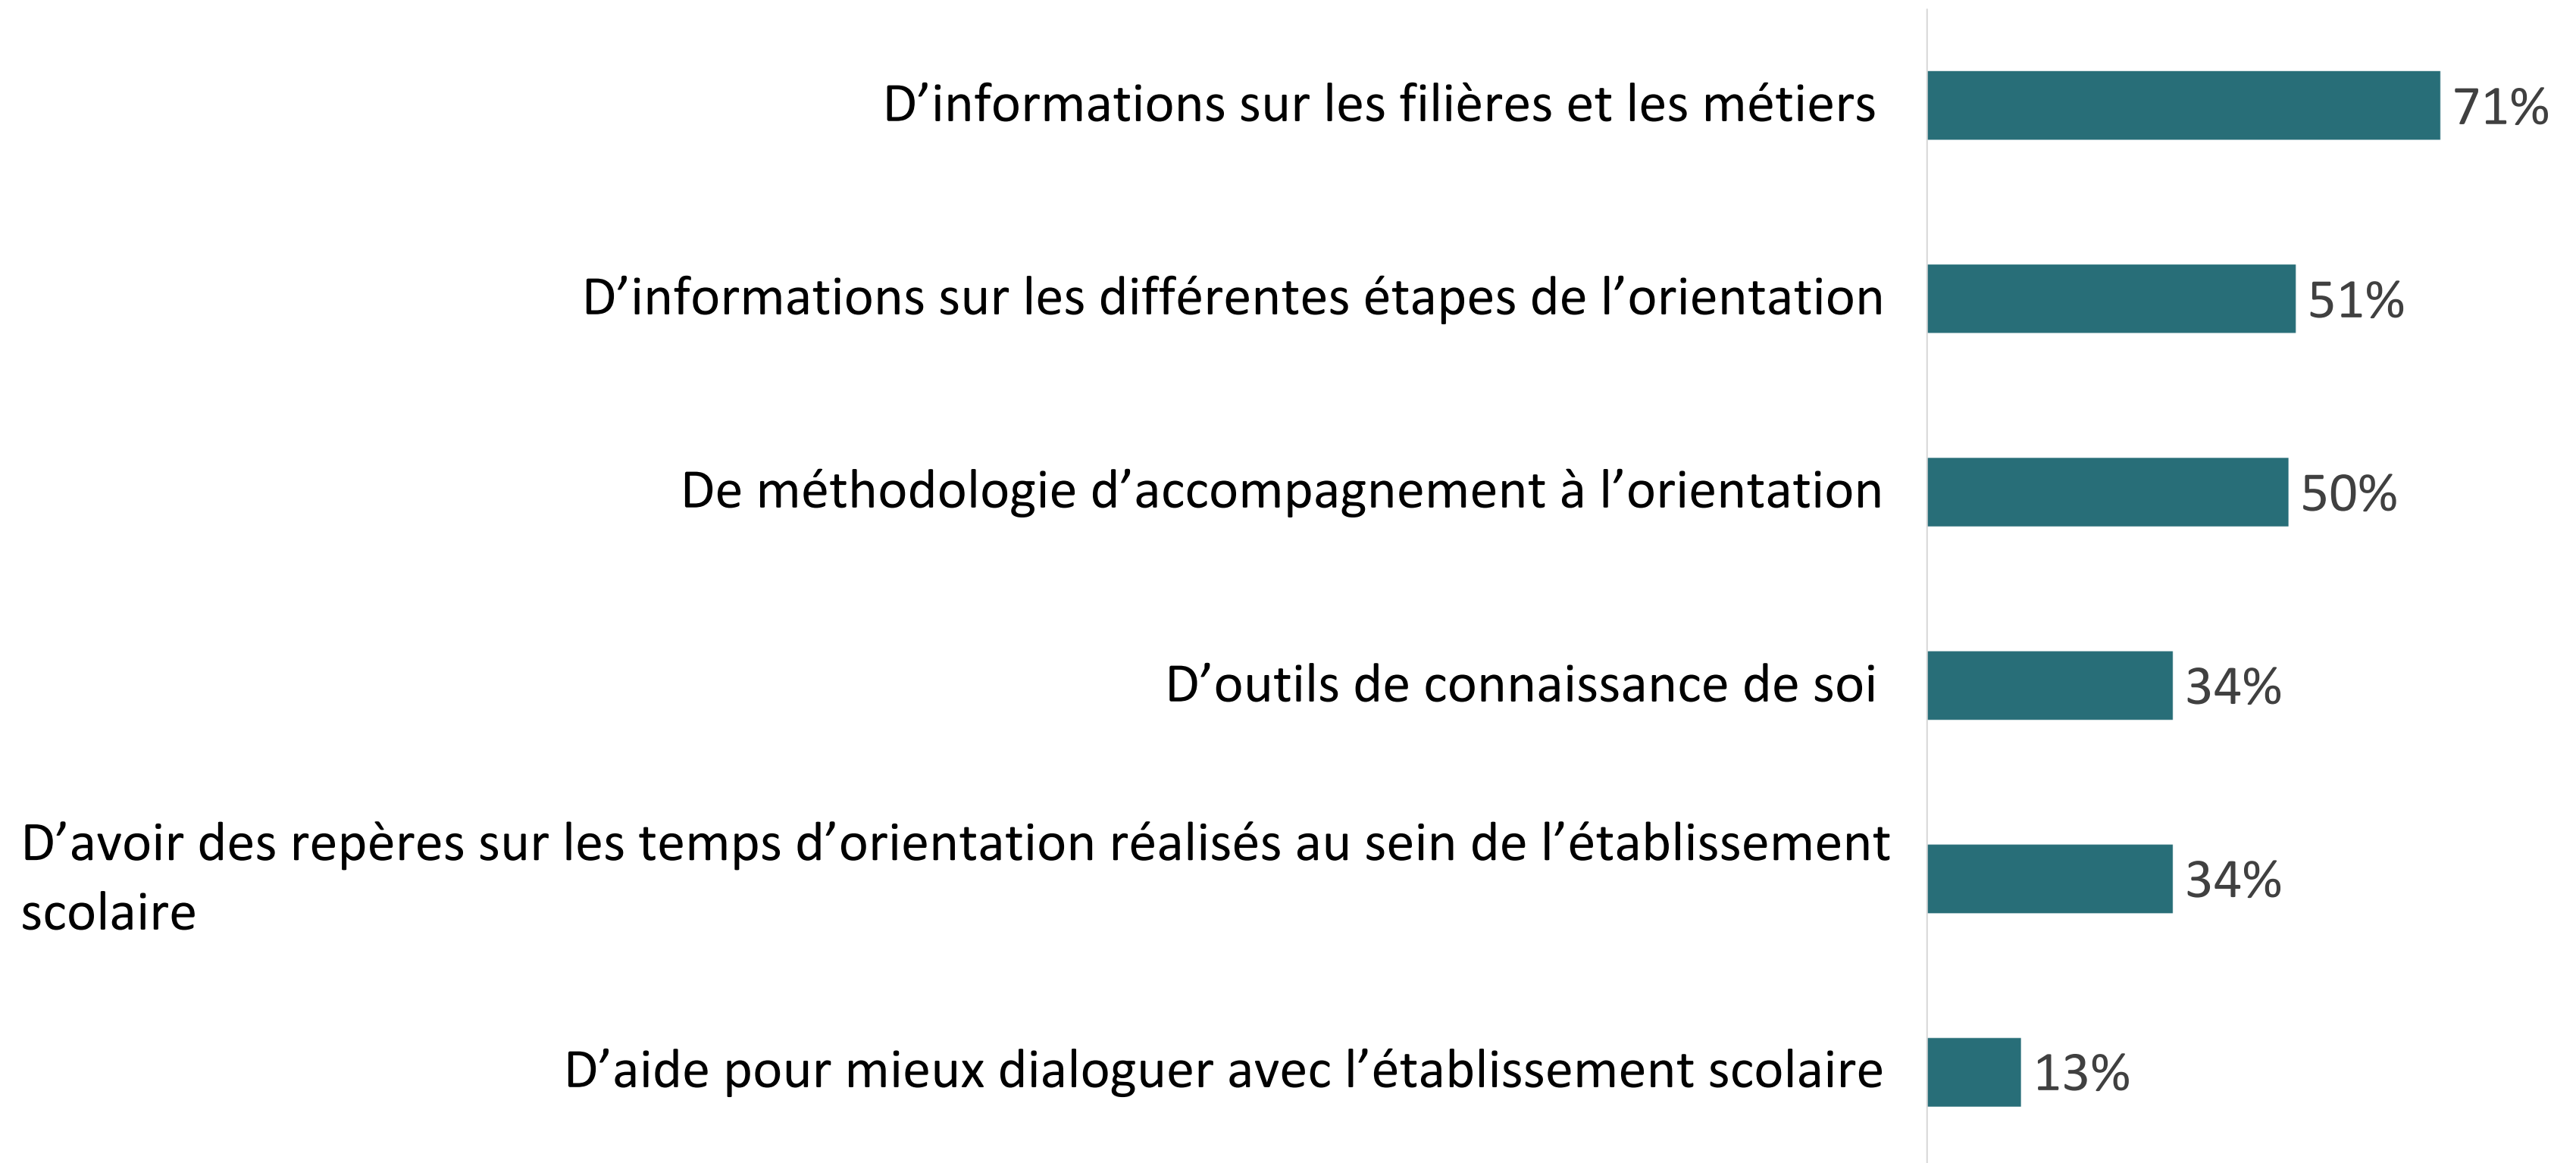 D’informations sur les filières et les métiers 71%
D’informations sur les différentes étapes de l’orientation 51%
De méthodologie d’accompagnement à l’orientation 50%
D’outils de connaissance de soi 34%
D’avoir des repères sur les temps d’orientation réalisés au sein de l’établissement
scolaire 34%
D’aide pour mieux dialoguer avec l’établissement scolaire 13%